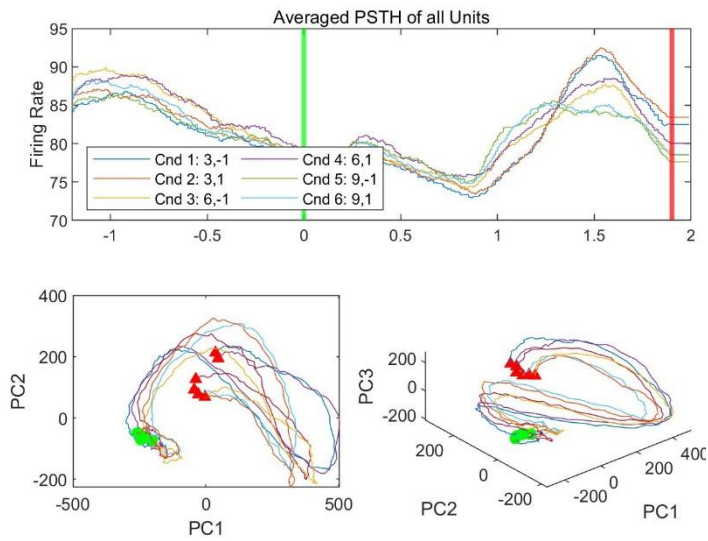 Averaged PSTH of all Units
95
90
85
80
75
70
Firing Rate
Cnd 1: 3,-1 Cnd 4: 6,1
Cnd 2: 3,1 Cnd 5: 9,-1
Cnd 3: 6,-1 Cnd 6: 9,1
-1 -0.5 0 0.5 1 1.5 2
400
200
0
-200
PC2
-500 0 500
PC1
PC3
200
0
-200
200
0
-200
PC2
-200 0 200 400
PC1